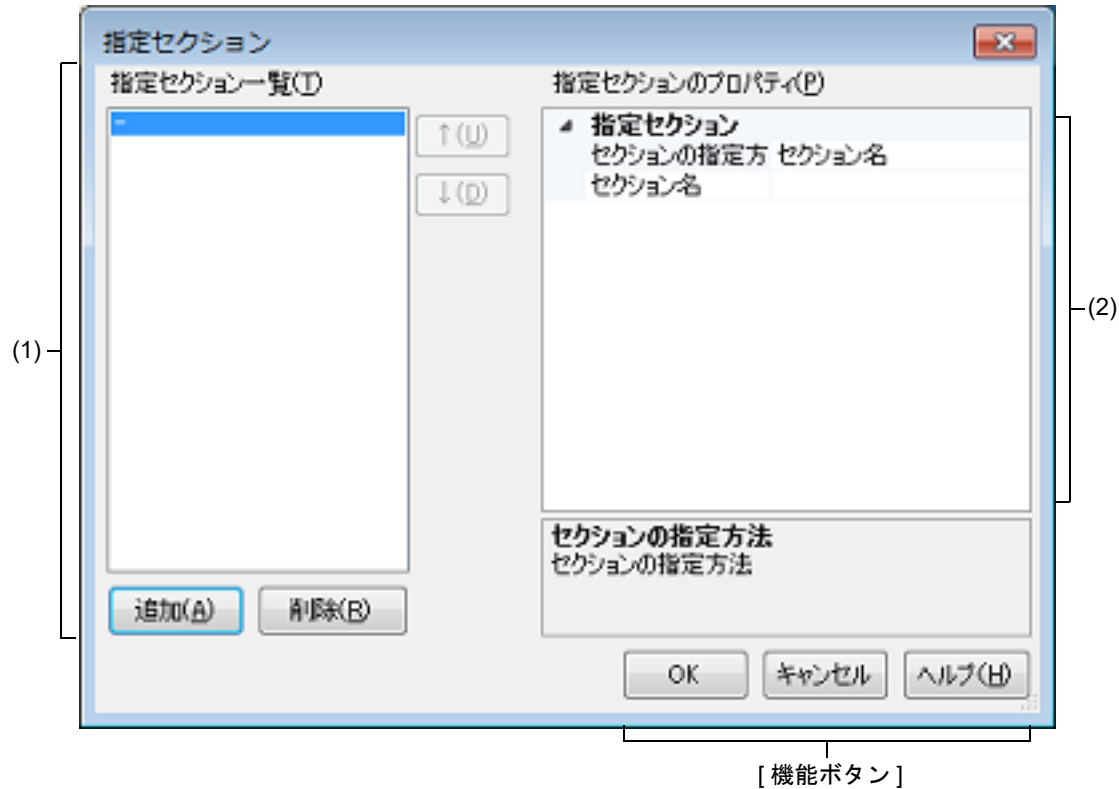 指定セクション
指定セクション一覧(T)
-
↑(U)
↓(D)
追加(A)
削除(R)
指定セクションのプロパティ(P)
指定セクション
セクションの指定方 セクション名
セクション名
セクションの指定方法
セクションの指定方法
OK
キャンセル
ヘルプ(H)
(1)
(2)
[ 機能ボタン ]